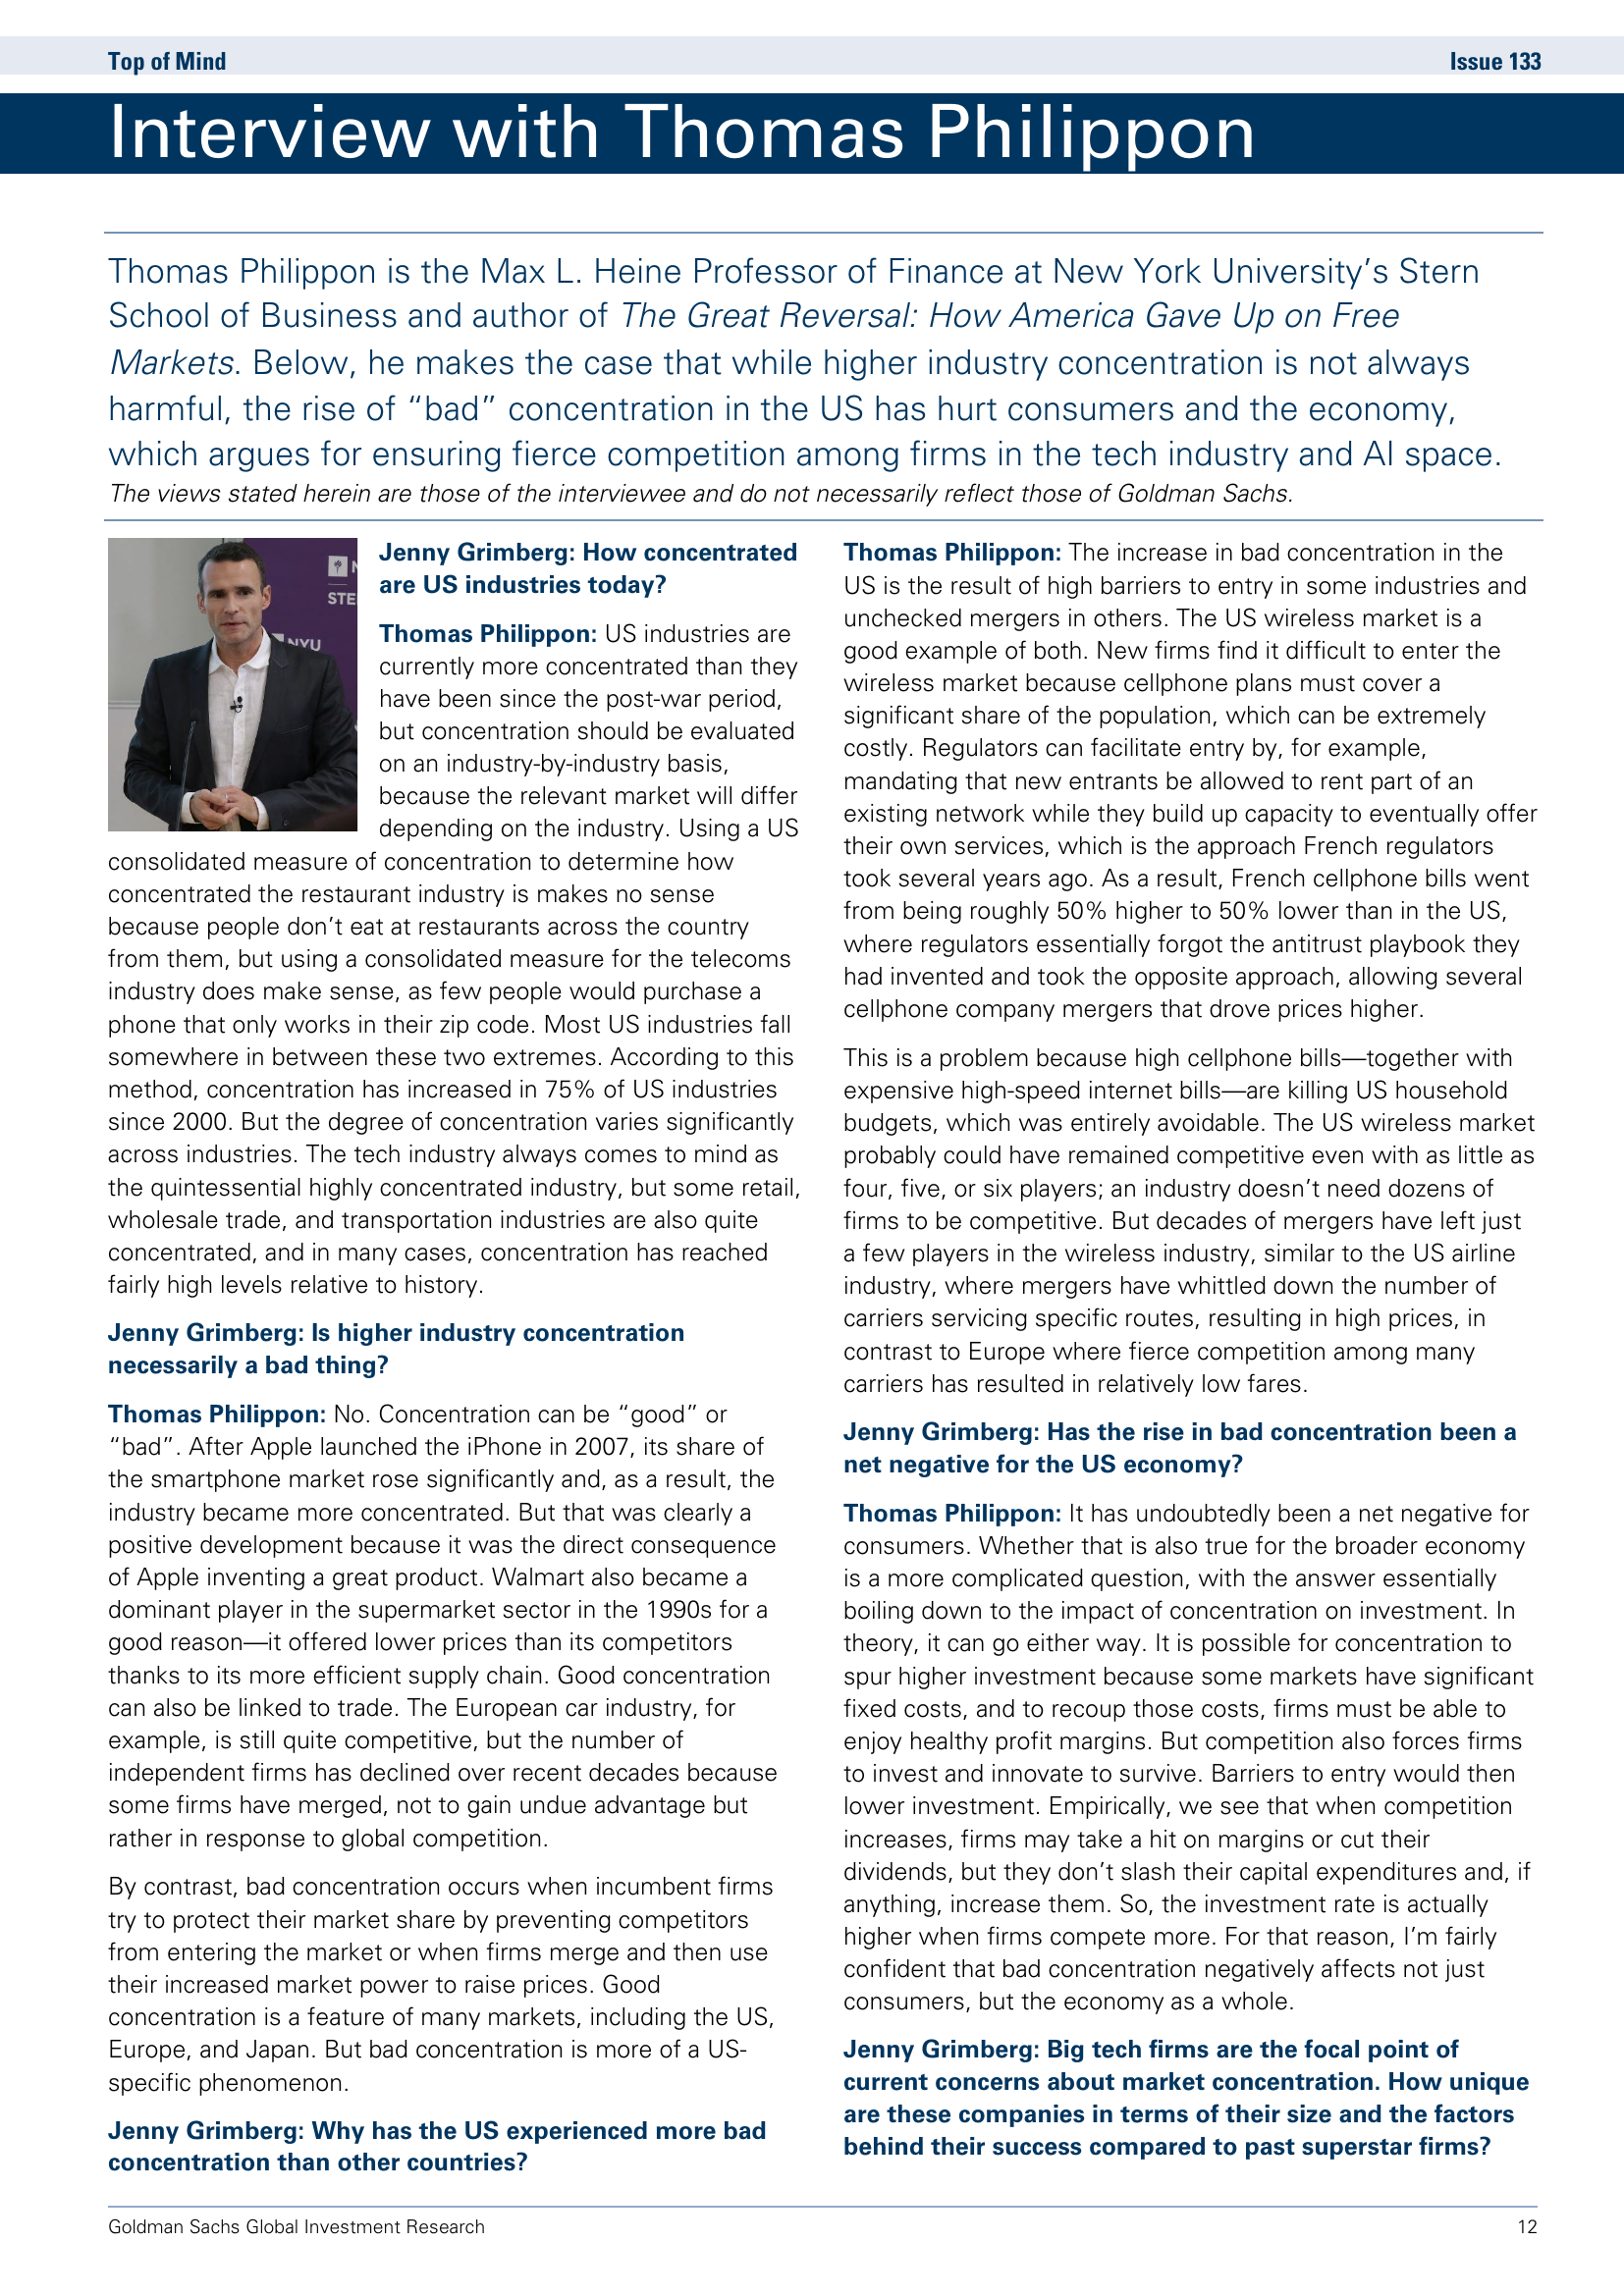 Top of Mind
Issue 133
Interview with Thomas Philippon
Thomas Philippon is the Max L. Heine Professor of Finance at New York University’s Stern
School of Business and author of The Great Reversal: How America Gave Up on Free
Markets. Below, he makes the case that while higher industry concentration is not always
harmful, the rise of “bad” concentration in the US has hurt consumers and the economy,
which argues for ensuring fierce competition among firms in the tech industry and AI space.
The views stated herein are those of the interviewee and do not necessarily reflect those of Goldman Sachs.
STE
NYU
Jenny Grimberg: How concentrated
are US industries today?
Thomas Philippon: US industries are
currently more concentrated than they
have been since the post-war period,
but concentration should be evaluated
on an industry-by-industry basis,
because the relevant market will differ
depending on the industry. Using a US
consolidated measure of concentration to determine how
concentrated the restaurant industry is makes no sense
because people don’t eat at restaurants across the country
from them, but using a consolidated measure for the telecoms
industry does make sense, as few people would purchase a
phone that only works in their zip code. Most US industries fall
somewhere in between these two extremes. According to this
method, concentration has increased in 75% of US industries
since 2000. But the degree of concentration varies significantly
across industries. The tech industry always comes to mind as
the quintessential highly concentrated industry, but some retail,
wholesale trade, and transportation industries are also quite
concentrated, and in many cases, concentration has reached
fairly high levels relative to history.
Jenny Grimberg: Is higher industry concentration
necessarily a bad thing?
Thomas Philippon: No. Concentration can be “good” or
“bad”. After Apple launched the iPhone in 2007, its share of
the smartphone market rose significantly and, as a result, the
industry became more concentrated. But that was clearly a
positive development because it was the direct consequence
of Apple inventing a great product. Walmart also became a
dominant player in the supermarket sector in the 1990s for a
good reason—it offered lower prices than its competitors
thanks to its more efficient supply chain. Good concentration
can also be linked to trade. The European car industry, for
example, is still quite competitive, but the number of
independent firms has declined over recent decades because
some firms have merged, not to gain undue advantage but
rather in response to global competition.
By contrast, bad concentration occurs when incumbent firms
try to protect their market share by preventing competitors
from entering the market or when firms merge and then use
their increased market power to raise prices. Good
concentration is a feature of many markets, including the US,
Europe, and Japan. But bad concentration is more of a US-
specific phenomenon.
Jenny Grimberg: Why has the US experienced more bad
concentration than other countries?
Thomas Philippon: The increase in bad concentration in the
US is the result of high barriers to entry in some industries and
unchecked mergers in others. The US wireless market is a
good example of both. New firms find it difficult to enter the
wireless market because cellphone plans must cover a
significant share of the population, which can be extremely
costly. Regulators can facilitate entry by, for example,
mandating that new entrants be allowed to rent part of an
existing network while they build up capacity to eventually offer
their own services, which is the approach French regulators
took several years ago. As a result, French cellphone bills went
from being roughly 50% higher to 50% lower than in the US,
where regulators essentially forgot the antitrust playbook they
had invented and took the opposite approach, allowing several
cellphone company mergers that drove prices higher.
This is a problem because high cellphone bills—together with
expensive high-speed internet bills—are killing US household
budgets, which was entirely avoidable. The US wireless market
probably could have remained competitive even with as little as
four, five, or six players; an industry doesn’t need dozens of
firms to be competitive. But decades of mergers have left just
a few players in the wireless industry, similar to the US airline
industry, where mergers have whittled down the number of
carriers servicing specific routes, resulting in high prices, in
contrast to Europe where fierce competition among many
carriers has resulted in relatively low fares.
Jenny Grimberg: Has the rise in bad concentration been a
net negative for the US economy?
Thomas Philippon: It has undoubtedly been a net negative for
consumers. Whether that is also true for the broader economy
is a more complicated question, with the answer essentially
boiling down to the impact of concentration on investment. In
theory, it can go either way. It is possible for concentration to
spur higher investment because some markets have significant
fixed costs, and to recoup those costs, firms must be able to
enjoy healthy profit margins. But competition also forces firms
to invest and innovate to survive. Barriers to entry would then
lower investment. Empirically, we see that when competition
increases, firms may take a hit on margins or cut their
dividends, but they don’t slash their capital expenditures and, if
anything, increase them. So, the investment rate is actually
higher when firms compete more. For that reason, I’m fairly
confident that bad concentration negatively affects not just
consumers, but the economy as a whole.
Jenny Grimberg: Big tech firms are the focal point of
current concerns about market concentration. How unique
are these companies in terms of their size and the factors
behind their success compared to past superstar firms?
Goldman Sachs Global Investment Research
12